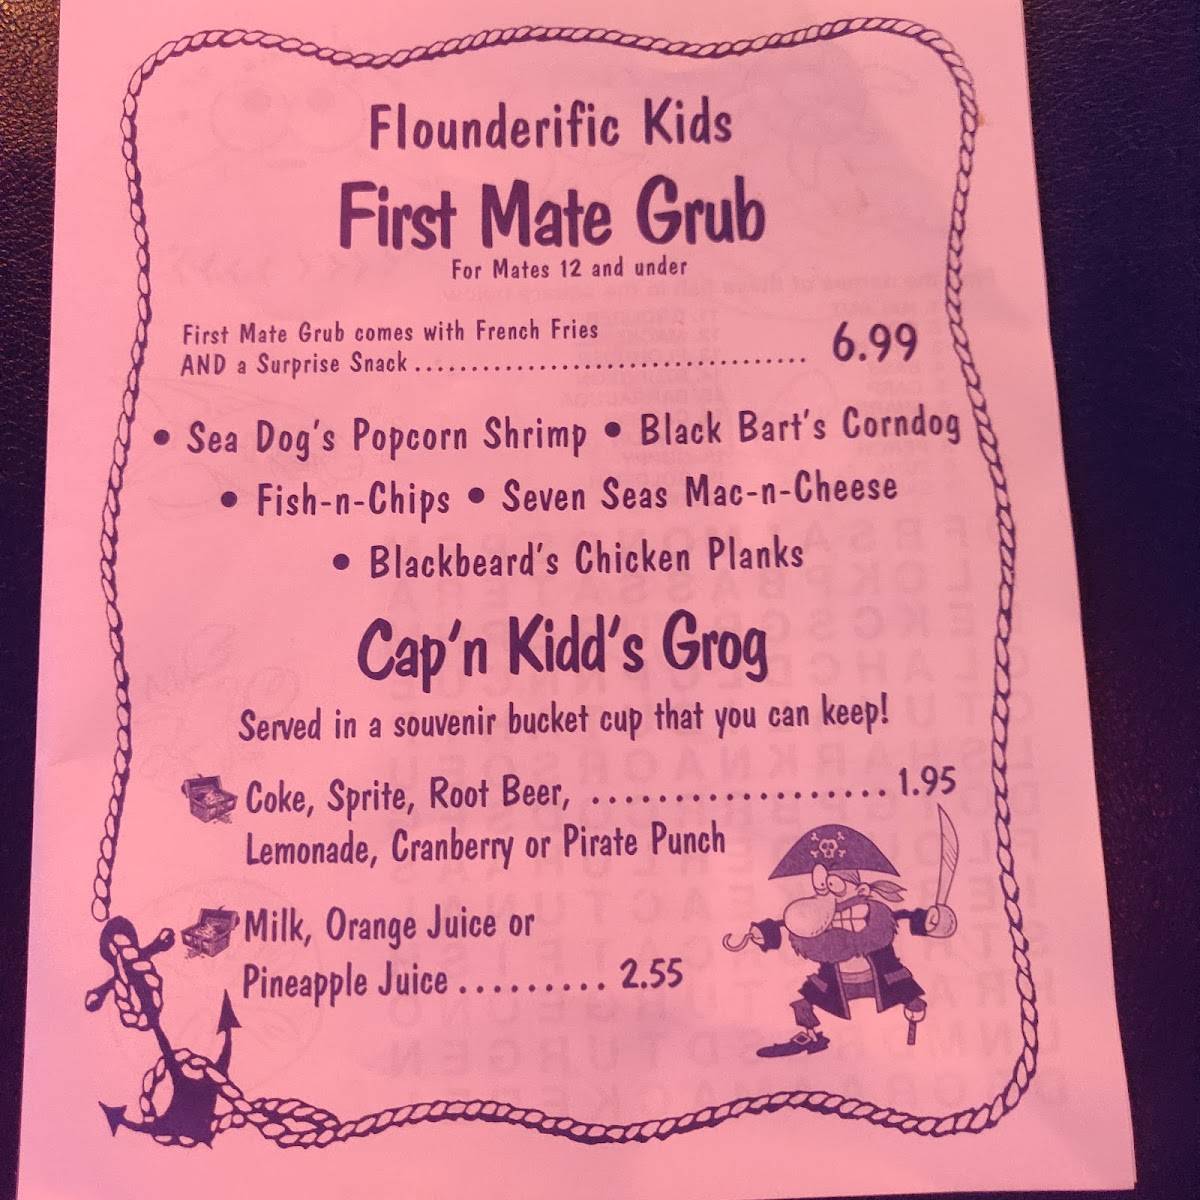 Flounderific Kids
First Mate Grub
For Mates 12 and under
First Mate Grub comes with French Fries
AND a Surprise Snack .................................... 6.99
• Sea Dog's Popcorn Shrimp • Black Bart's Corndog
• Fish-n-Chips • Seven Seas Mac-n-Cheese
• Blackbeard's Chicken Planks
Cap'n Kidd's Grog
Served in a souvenir bucket cup that you can keep!
Coke, Sprite, Root Beer, ................... 1.95
Lemonade, Cranberry or Pirate Punch
Milk, Orange Juice or
Pineapple Juice ......... 2.55